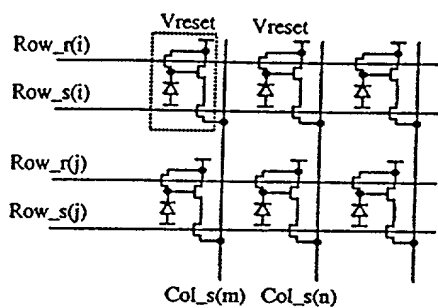 Vreset Vreset
Row_r(i)
Row_s(i)
Row_r(j)
Row_s(j)
Col_s(m) Col_s(n)